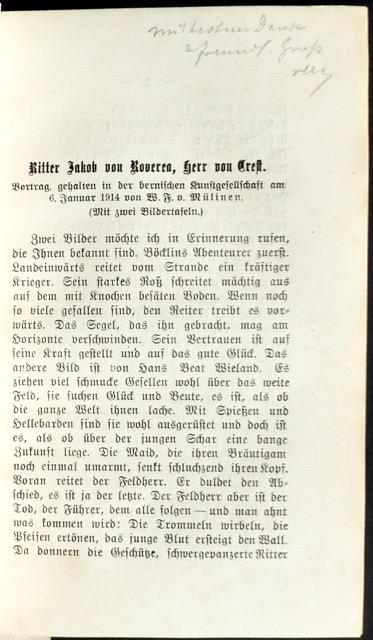 mit bestem Dank
u. freundl. Gruß
Ritter Jakob von Roverea, Herr von Crest.
Vortrag, gehalten in der bernischen Kunstgesellschaft am
6. Januar 1914 von W. F. v. Mülinen.
(Mit zwei Bildertafeln.)
Zwei Bilder möchte ich in Erinnerung rufen,
die Ihnen bekannt sind. Böcklins Abenteurer zuerst.
Landeinwärts reitet vom Strande ein kräftiger
Krieger. Sein starkes Roß schreitet mächtig aus
auf dem mit Knochen besäten Boden. Wenn noch
so viele gefallen sind, den Reiter treibt es vor-
wärts. Das Segel, das ihn gebracht, mag am
Horizonte verschwinden. Sein Vertrauen ist auf
seine Kraft gestellt und auf das gute Glück. Das
andere Bild ist von Hans Beat Wieland. Es
ziehen viel schmucke Gesellen wohl über das weite
Feld, sie suchen Glück und Beute, es ist, als ob
die ganze Welt ihnen lache. Mit Spießen und
Hellebarden sind sie wohl ausgerüstet und doch ist
es, als ob über der jungen Schar eine bange
Zukunft liege. Die Maid, die ihren Bräutigam
noch einmal umarmt, senkt schluchzend ihren Kopf.
Voran reitet der Feldherr. Er duldet den Ab-
schied, es ist ja der letzte. Der Feldherr aber ist der
Tod, der Führer, dem alle folgen — und man ahnt
was kommen wird: Die Trommeln wirbeln, die
Pfeifen ertönen, das junge Blut ersteigt den Wall.
Da donnern die Geschütze, schwergepanzerte Ritter